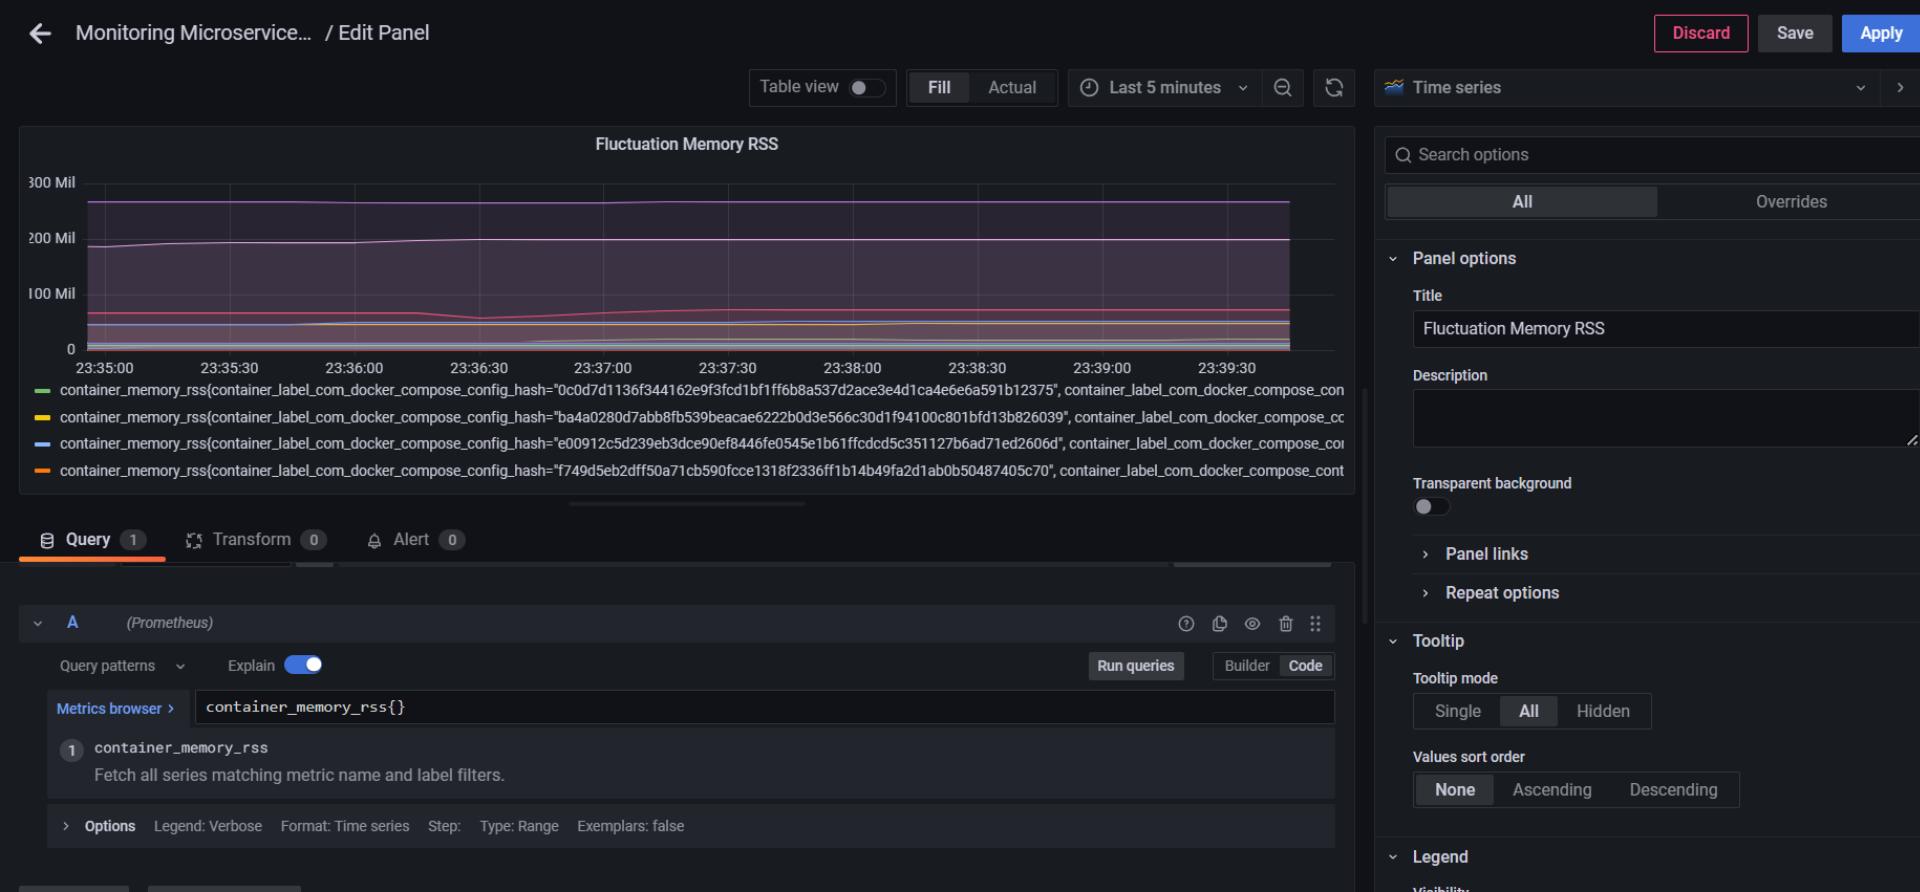 Monitoring Microservice... / Edit Panel
Discard
Save
Apply
Table view
Fill
Actual
Last 5 minutes
Time series
Fluctuation Memory RSS
300 Mil
200 Mil
100 Mil
0
23:35:00 23:35:30 23:36:00 23:36:30 23:37:00 23:37:30 23:38:00 23:38:30 23:39:00 23:39:30
container_memory_rss{container_label_com_docker_compose_config_hash="0c0d7d1136f344162e9f3fcd1bf1ff6b8a537d2ace3e4d1ca4e6e6a591b12375", container_label_com_docker_compose_con
container_memory_rss{container_label_com_docker_compose_config_hash="ba4a0280d7abb8fb539beacae6222b0d3e566c30d1f94100c801bfd13b826039", container_label_com_docker_compose_cc
container_memory_rss{container_label_com_docker_compose_config_hash="e00912c5d239eb3dce90ef8446fe0545e1b61ffcdcd5c351127b6ad71ed2606d", container_label_com_docker_compose_co
container_memory_rss{container_label_com_docker_compose_config_hash="f749d5eb2dff50a71cb590fcce1318f2336ff1b14b49fa2d1ab0b50487405c70", container_label_com_docker_compose_cont
Query 1
Transform 0
Alert 0
A (Prometheus)
Query patterns
Explain
Run queries
Builder
Code
Metrics browser >
container_memory_rss{}
1 container_memory_rss
Fetch all series matching metric name and label filters.
Options Legend: Verbose Format: Time series Step: Type: Range Exemplars: false
Search options
All
Overrides
Panel options
Title
Fluctuation Memory RSS
Description
Transparent background
Panel links
Repeat options
Tooltip
Tooltip mode
Single All Hidden
Values sort order
None Ascending Descending
Legend
Visibility